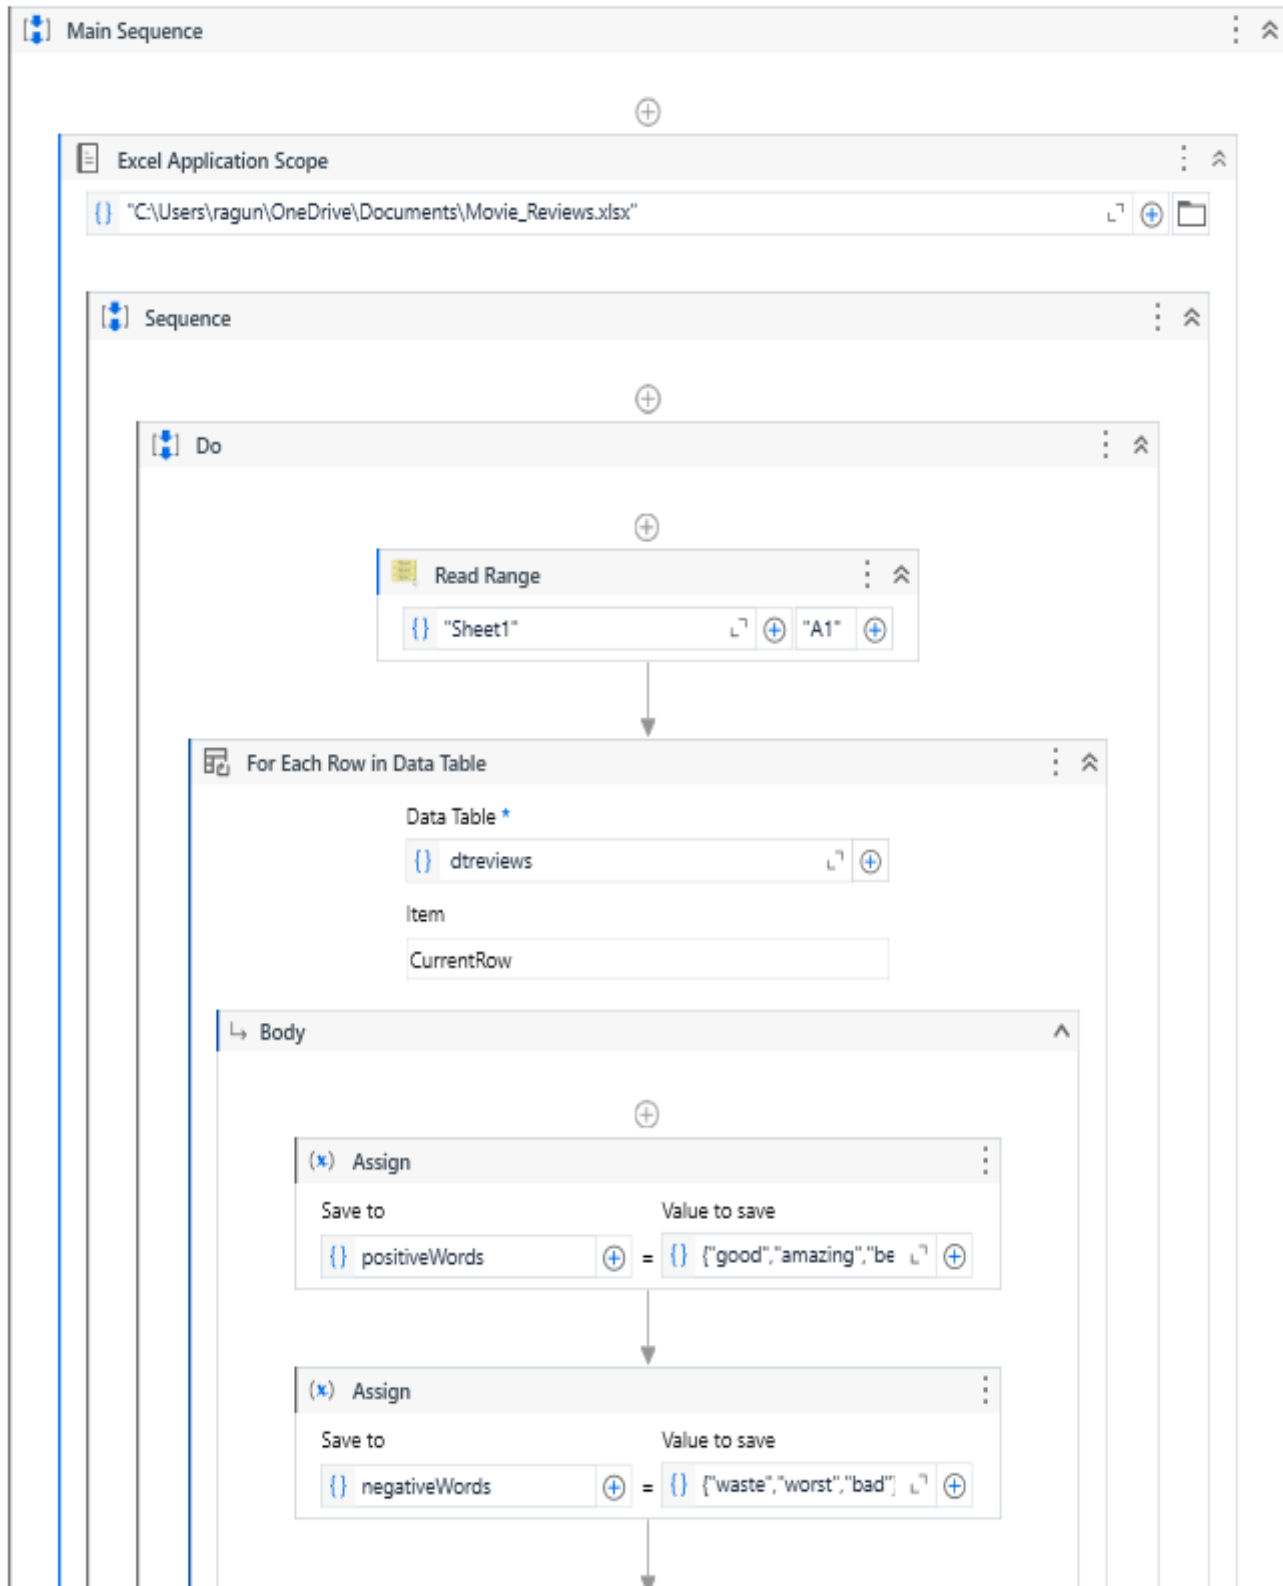 Main Sequence
Excel Application Scope
"C:\Users\ragun\OneDrive\Documents\Movie_Reviews.xlsx"
Sequence
Do
Read Range
{} "Sheet1" "A1"
For Each Row in Data Table
Data Table *
{} dtreviews
Item
CurrentRow
Body
(x) Assign
Save to Value to save
{} positiveWords = {} {"good","amazing","be
(x) Assign
Save to Value to save
{} negativeWords = {} {"waste","worst","bad"}